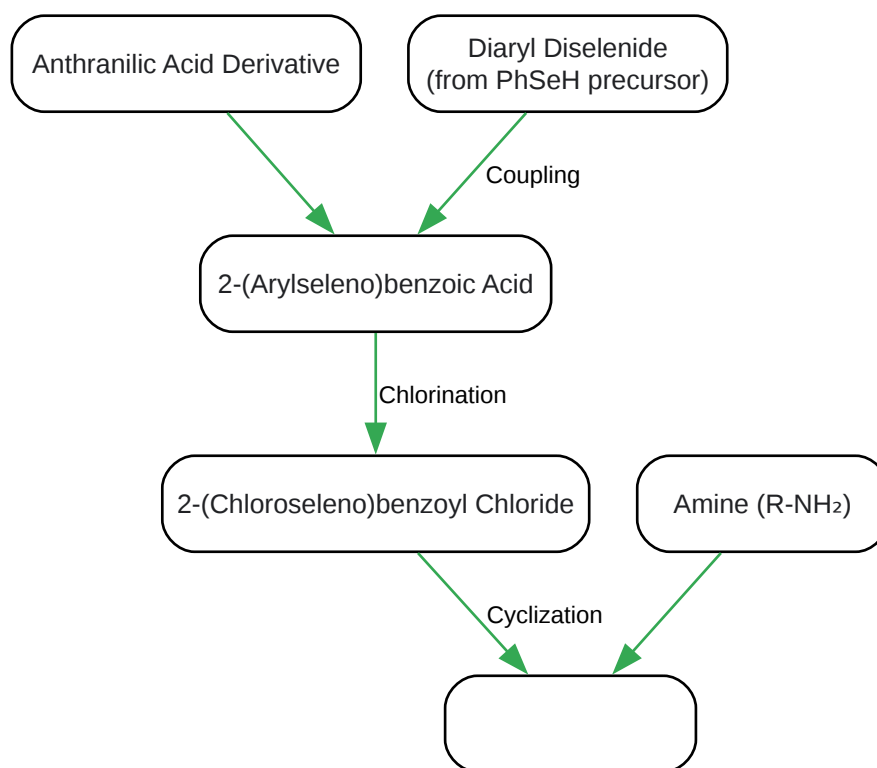 Anthranilic Acid Derivative
Diaryl Diselenide
(from PhSeH precursor)
Coupling
2-(Arylseleno)benzoic Acid
Chlorination
2-(Chloroseleno)benzoyl Chloride
Amine (R-NH₂)
Cyclization